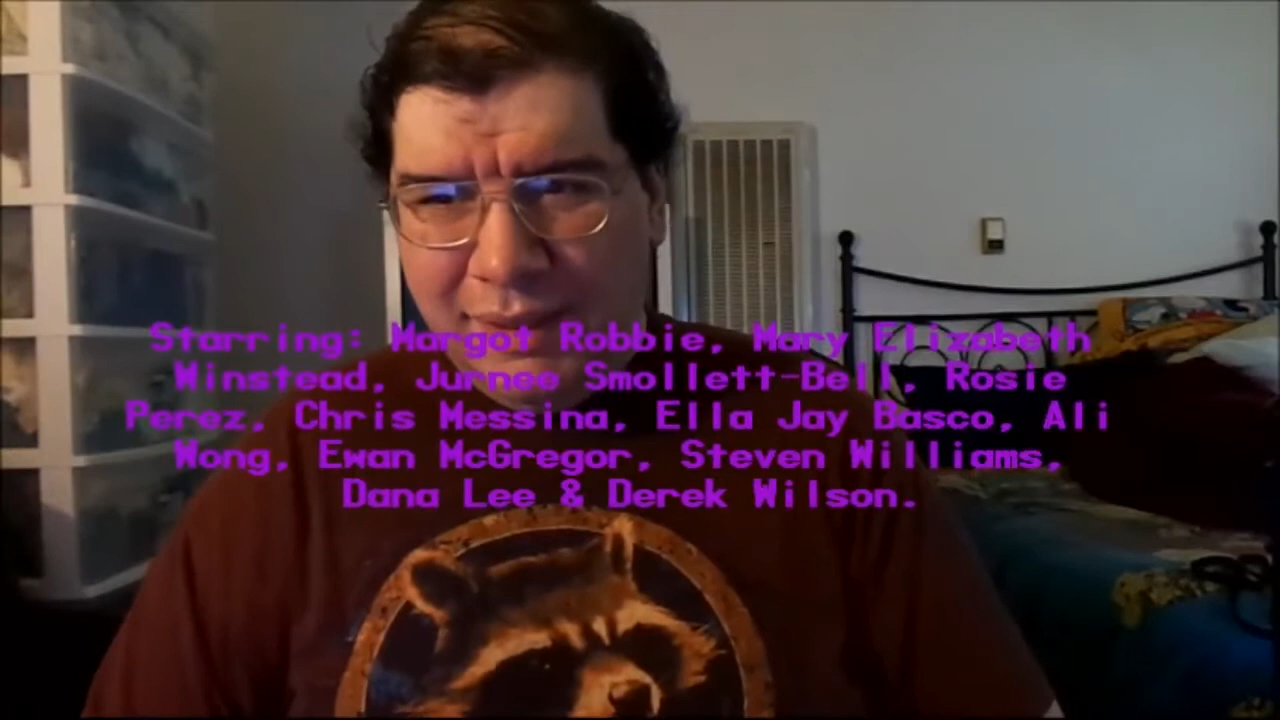 Starring: Margot Robbie, Mary Elizabeth
Winstead, Jurnee Smollett-Bell, Rosie
Perez, Chris Messina, Ella Jay Basco, Ali
Wong, Ewan McGregor, Steven Williams,
Dana Lee & Derek Wilson.